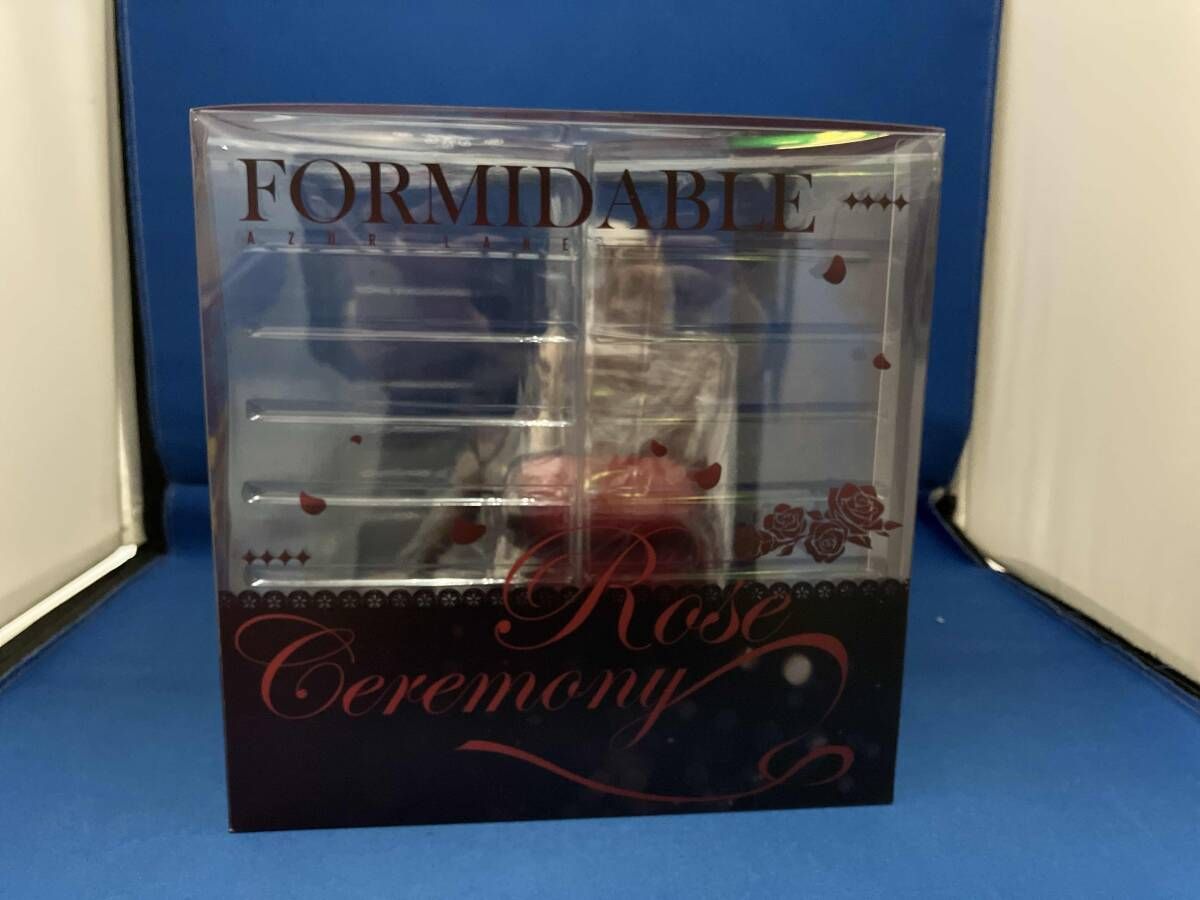 FORMIDABLE
AZUR LANE
Rose
Ceremony